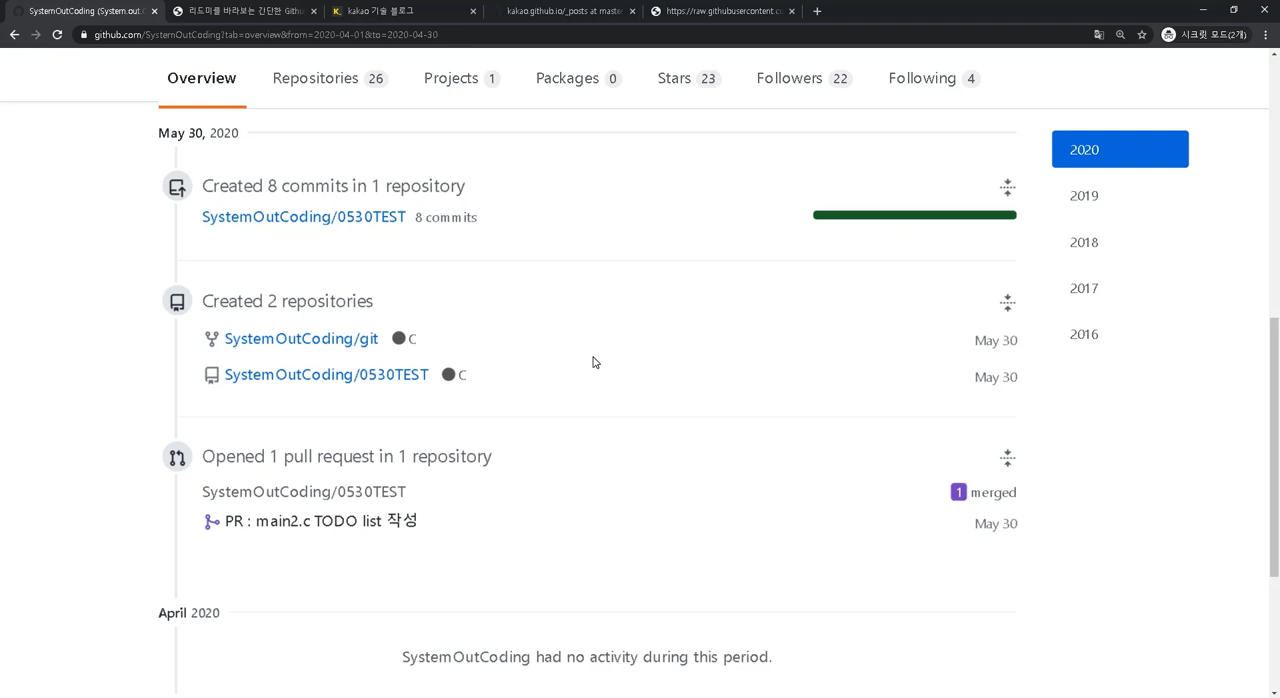 SystemOutCoding (System.out.C
리드미를 바라보는 간단한 Githu
kakao 기술 블로그
kakao.github.io/_posts at master
https://raw.githubusercontent.cu
github.com/SystemOutCoding?tab=overview&from=2020-04-01&to=2020-04-30
시크릿 모드(2개)
Overview
Repositories 26
Projects 1
Packages 0
Stars 23
Followers 22
Following 4
May 30, 2020
Created 8 commits in 1 repository
SystemOutCoding/0530TEST 8 commits
Created 2 repositories
SystemOutCoding/git C May 30
SystemOutCoding/0530TEST C May 30
Opened 1 pull request in 1 repository
SystemOutCoding/0530TEST 1 merged
PR : main2.c TODO list 작성 May 30
April 2020
SystemOutCoding had no activity during this period.
2020
2019
2018
2017
2016